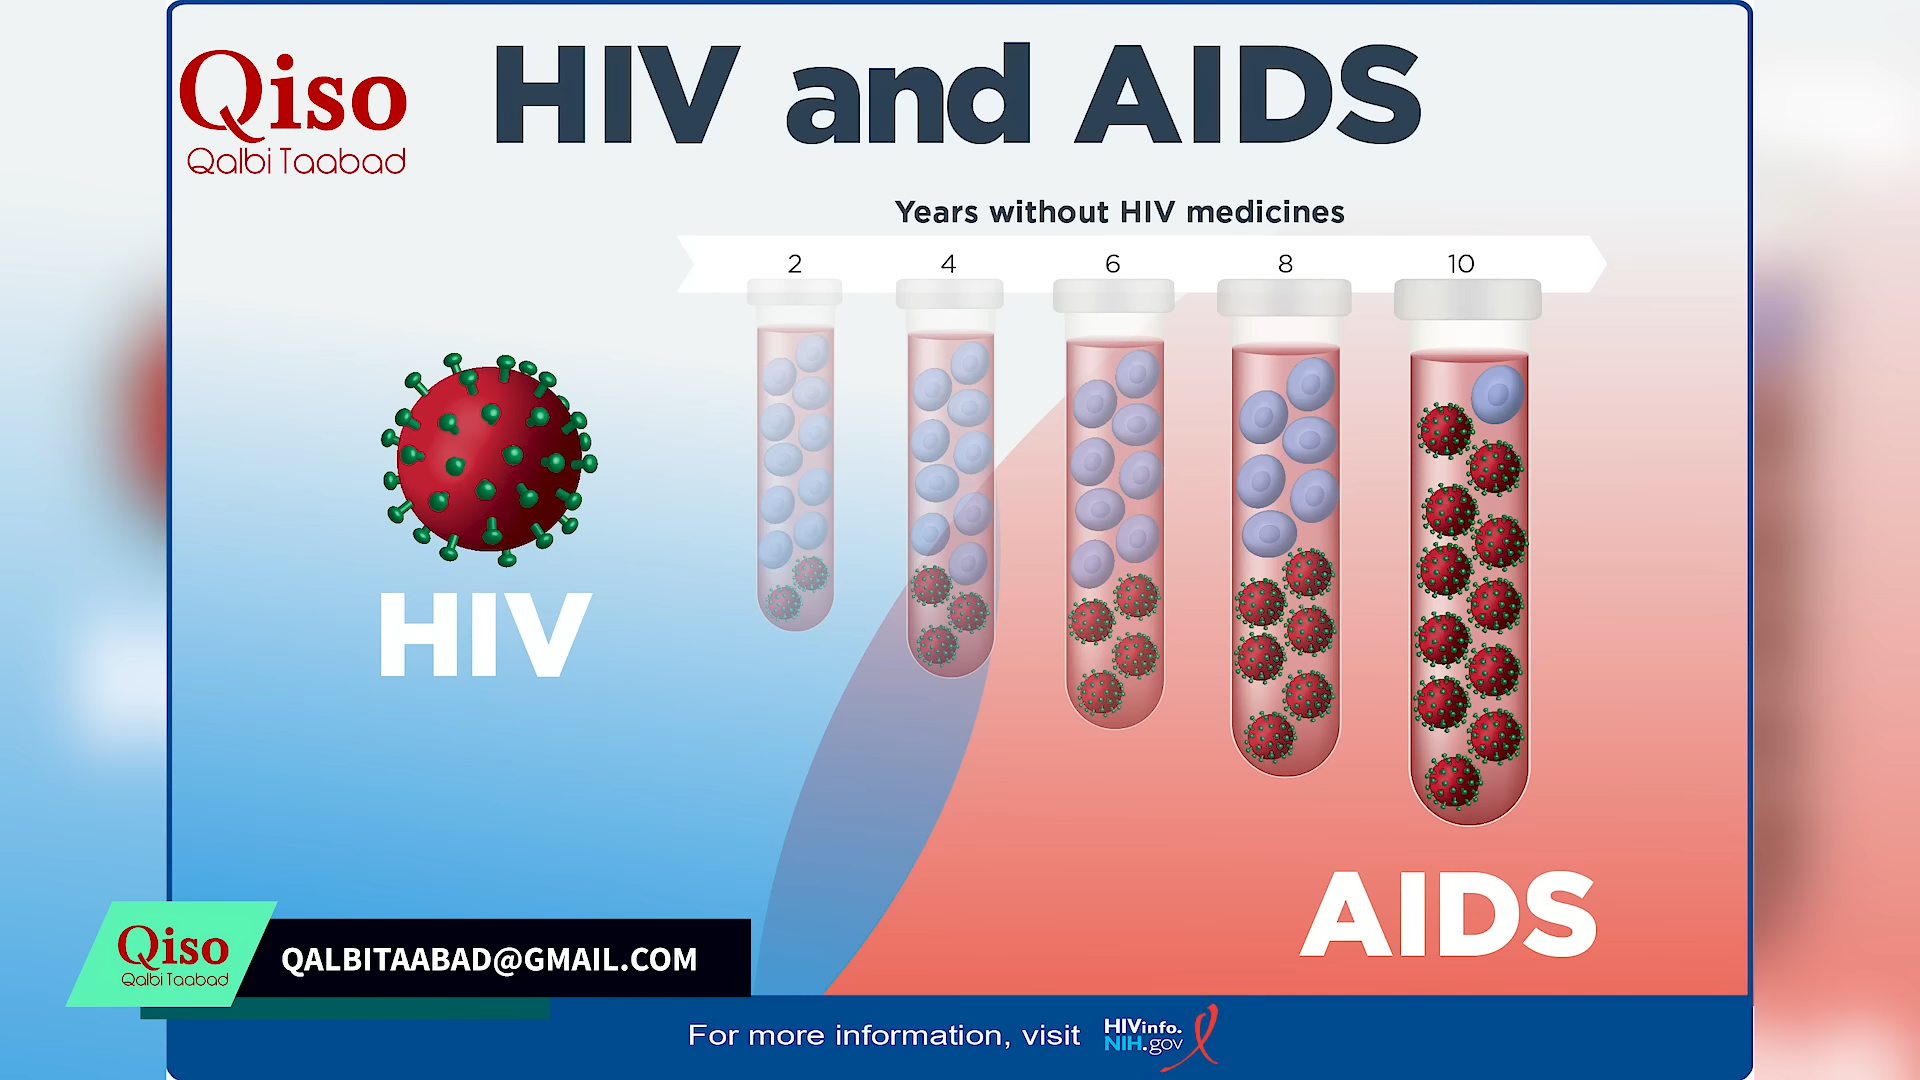 Qiso
Qalbi Taabad
HIV and AIDS
Years without HIV medicines
2 4 6 8 10
HIV
AIDS
Qiso
Qalbi Taabad
QALBITAABAD@GMAIL.COM
For more information, visit
HIVinfo.
NIH.gov